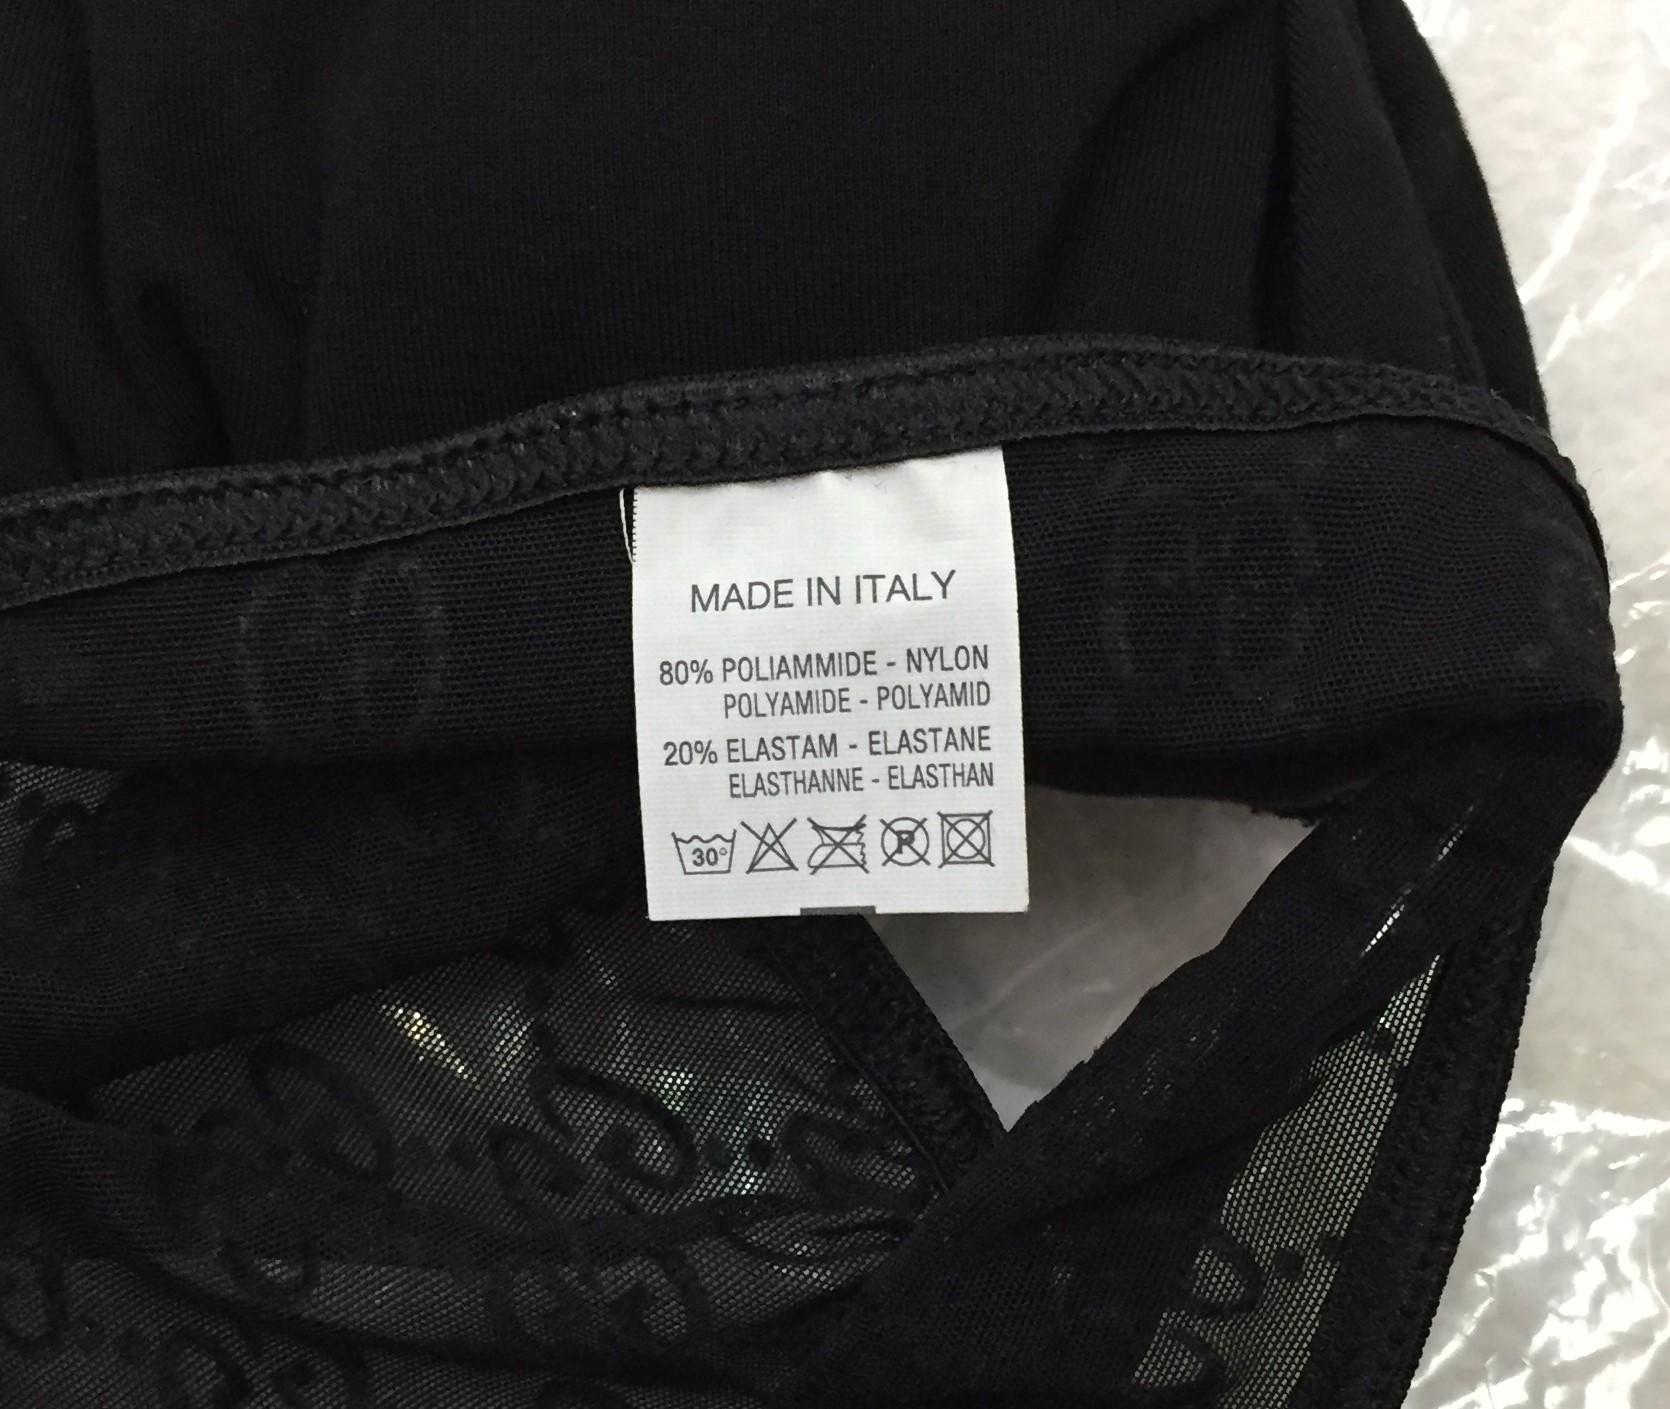 MADE IN ITALY
80% POLIAMMIDE - NYLON
POLYAMIDE - POLYAMID
20% ELASTAM - ELASTANE
ELASTHANNE - ELASTHAN
30°
R